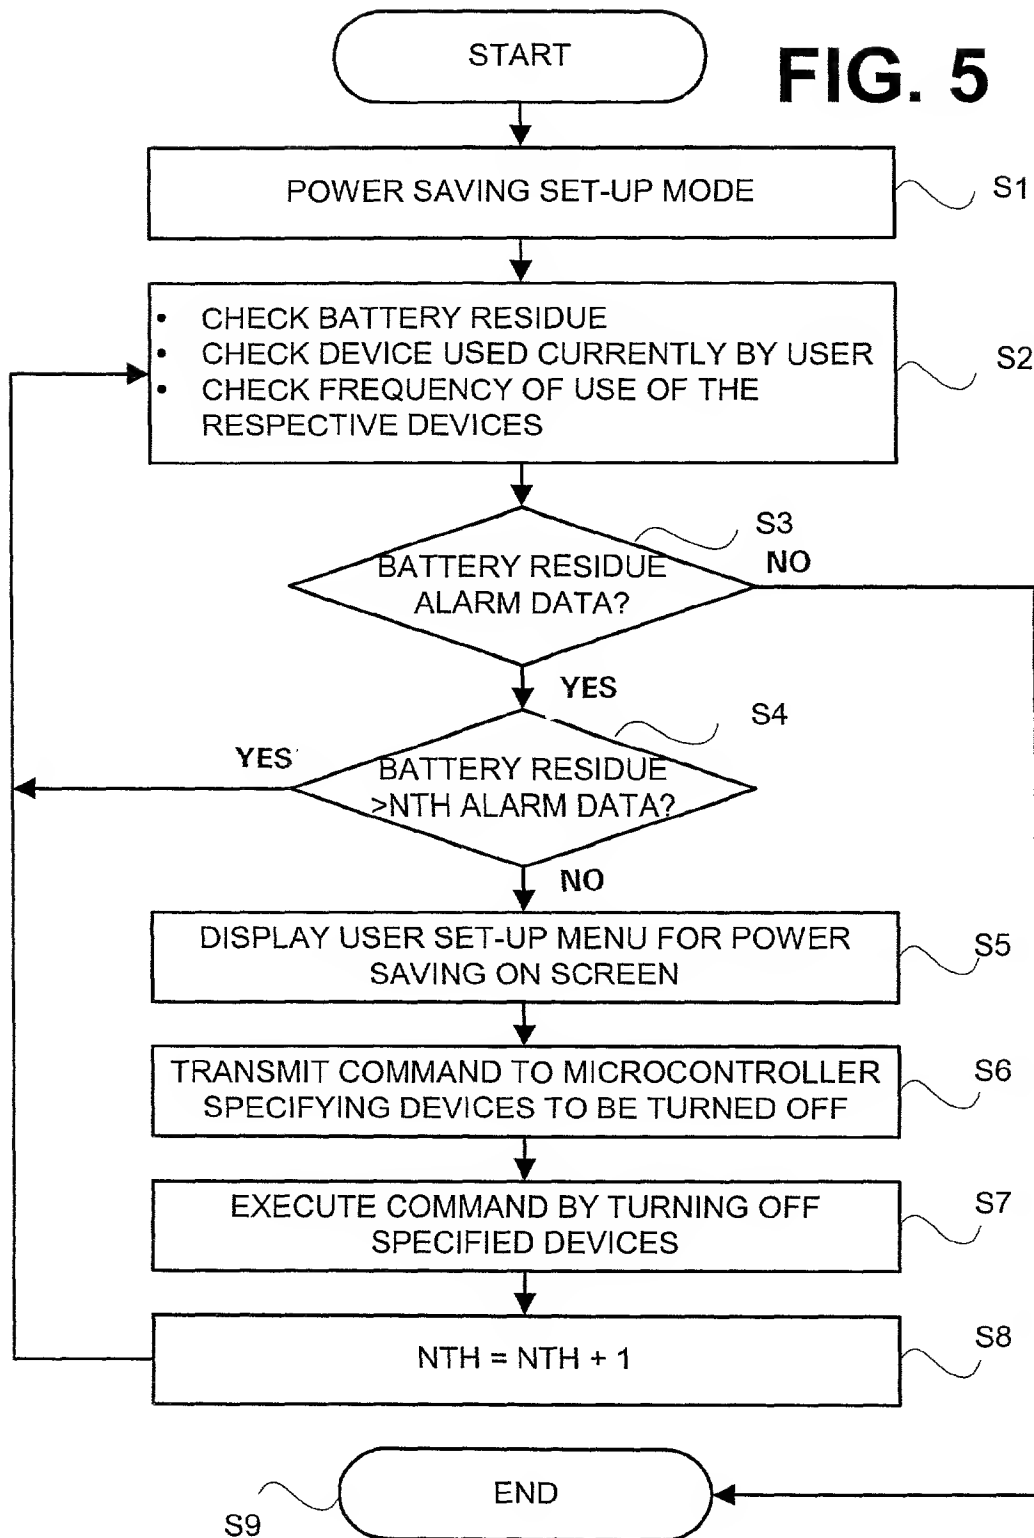 START
FIG. 5
POWER SAVING SET-UP MODE
S1
• CHECK BATTERY RESIDUE
• CHECK DEVICE USED CURRENTLY BY USER
• CHECK FREQUENCY OF USE OF THE
RESPECTIVE DEVICES
S2
S3
BATTERY RESIDUE
ALARM DATA?
NO
YES
S4
YES
BATTERY RESIDUE
>NTH ALARM DATA?
NO
DISPLAY USER SET-UP MENU FOR POWER
SAVING ON SCREEN
S5
TRANSMIT COMMAND TO MICROCONTROLLER
SPECIFYING DEVICES TO BE TURNED OFF
S6
EXECUTE COMMAND BY TURNING OFF
SPECIFIED DEVICES
S7
NTH = NTH + 1
S8
END
S9